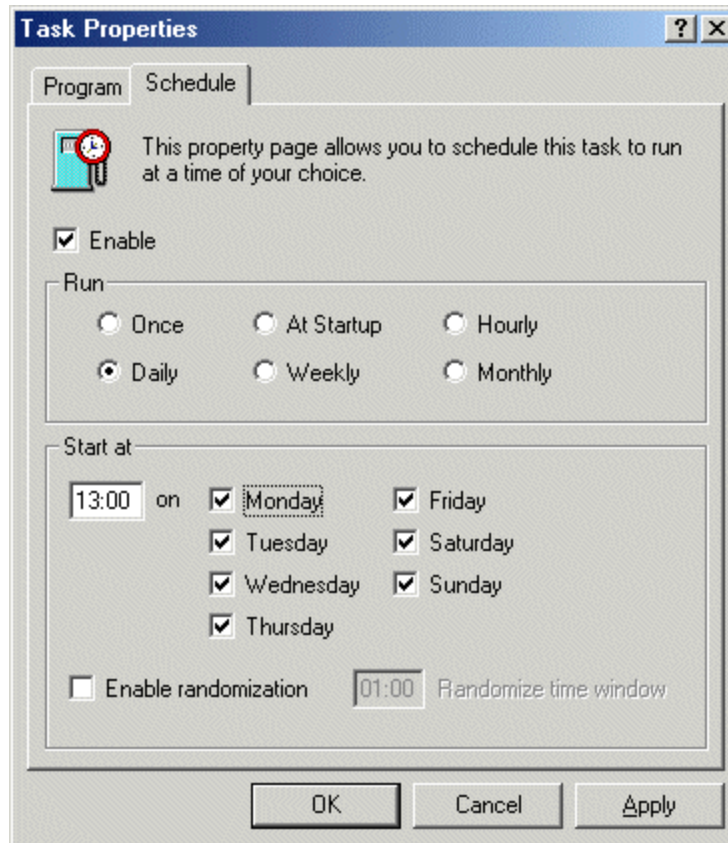 Task Properties
Program Schedule
This property page allows you to schedule this task to run
at a time of your choice.
Enable
Run
Once At Startup Hourly
Daily Weekly Monthly
Start at
13:00 on Monday Friday
Tuesday Saturday
Wednesday Sunday
Thursday
Enable randomization 01:00 Randomize time window
OK Cancel Apply